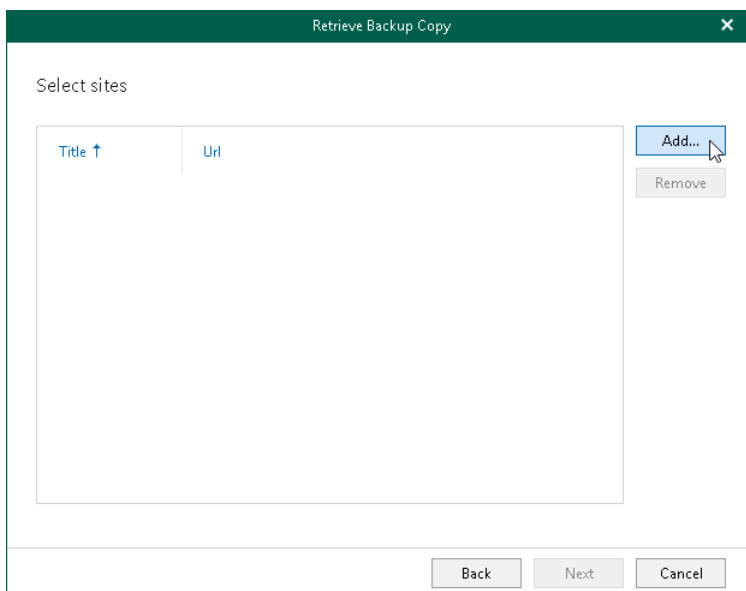 Retrieve Backup Copy
Select sites
Title Url
Add...
Remove
Back Next Cancel